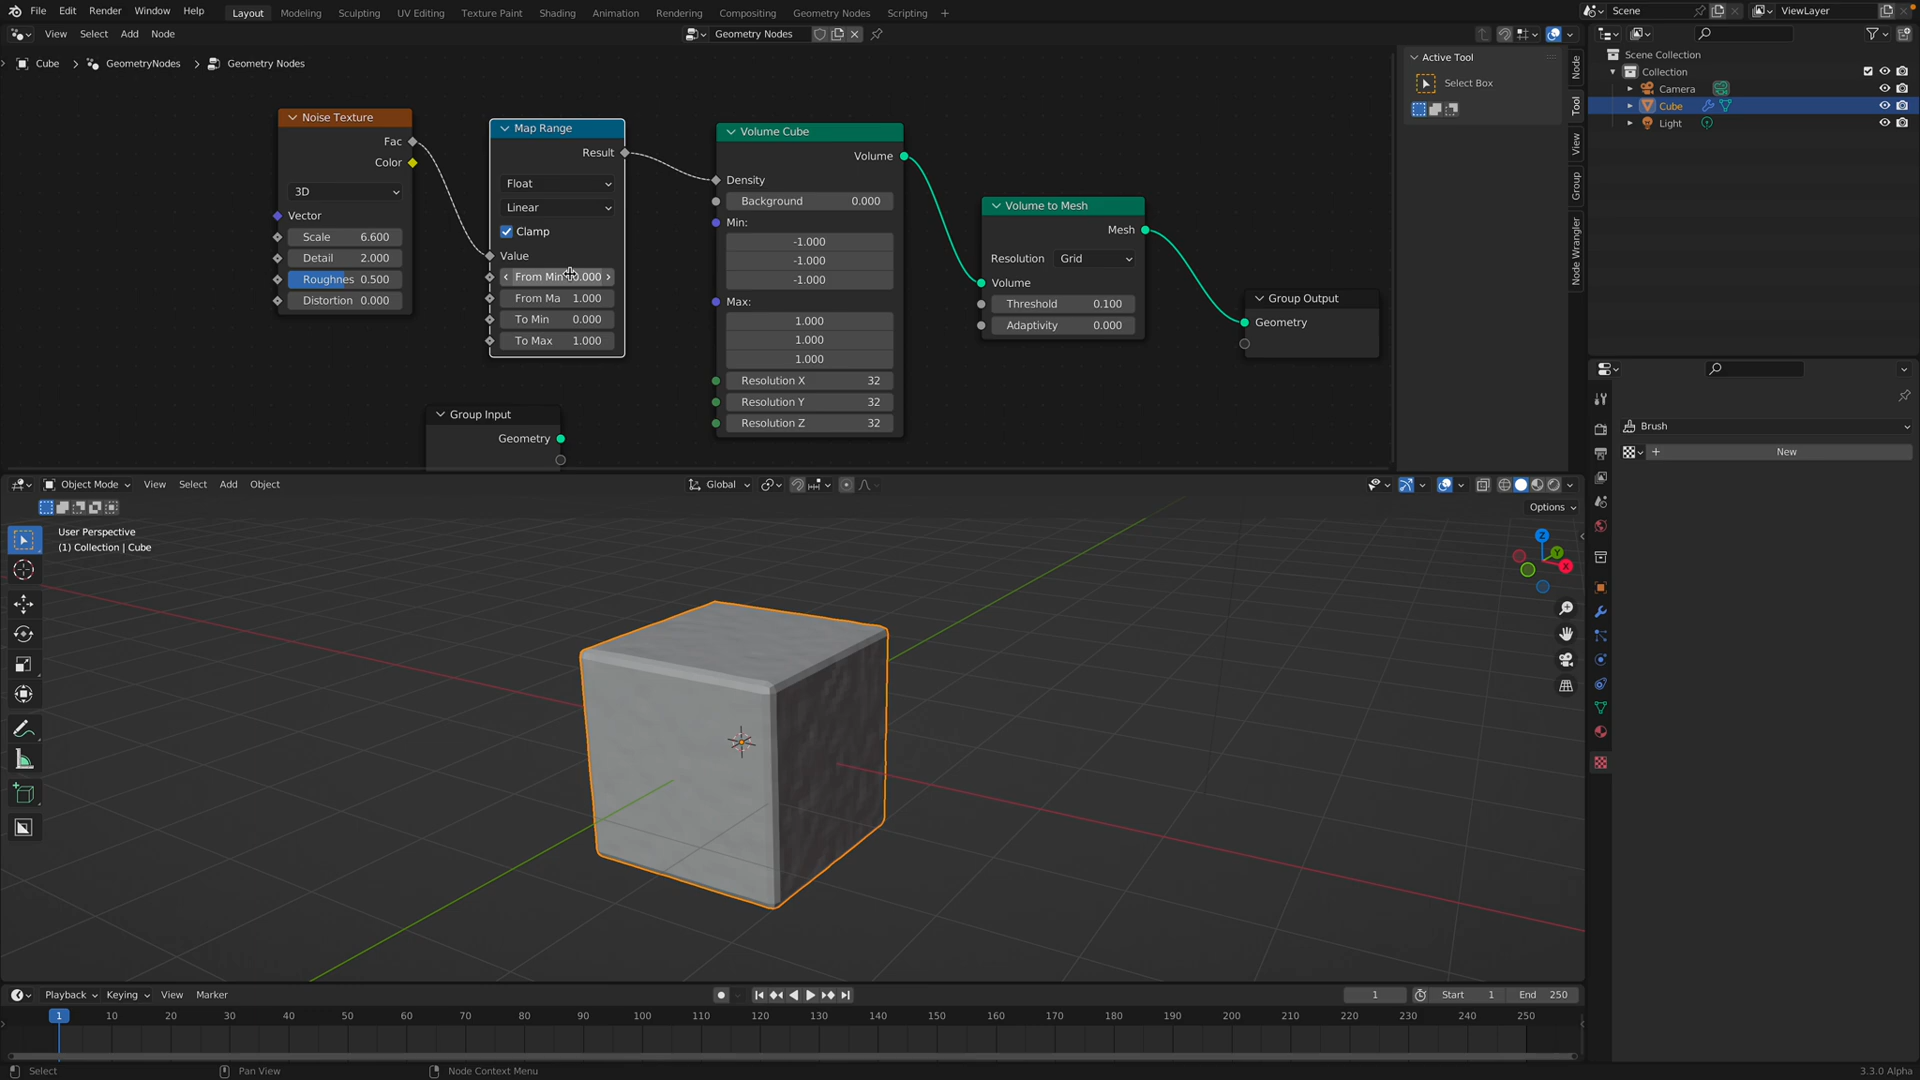 File Edit Render Window Help Layout Modeling Sculpting UV Editing Texture Paint Shading Animation Rendering Compositing Geometry Nodes Scripting + Scene ViewLayer
View Select Add Node Geometry Nodes
Cube > GeometryNodes > Geometry Nodes
Active Tool
Select Box
Node
Tool
View
Group
Node Wrangler
Scene Collection
Collection
Camera
Cube
Light
Noise Texture
Fac
Color
3D
Vector
Scale 6.600
Detail 2.000
Roughnes 0.500
Distortion 0.000
Map Range
Result
Float
Linear
Clamp
Value
From Min 0.000
From Ma 1.000
To Min 0.000
To Max 1.000
Group Input
Geometry
Volume Cube
Volume
Density
Background 0.000
Min:
-1.000
-1.000
-1.000
Max:
1.000
1.000
1.000
Resolution X 32
Resolution Y 32
Resolution Z 32
Volume to Mesh
Mesh
Resolution Grid
Volume
Threshold 0.100
Adaptivity 0.000
Group Output
Geometry
Brush
+ New
Object Mode View Select Add Object Global
Options
User Perspective
(1) Collection | Cube
Z
Y
X
Playback Keying View Marker 1 Start 1 End 250
1 10 20 30 40 50 60 70 80 90 100 110 120 130 140 150 160 170 180 190 200 210 220 230 240 250
Select Pan View Node Context Menu 3.3.0 Alpha